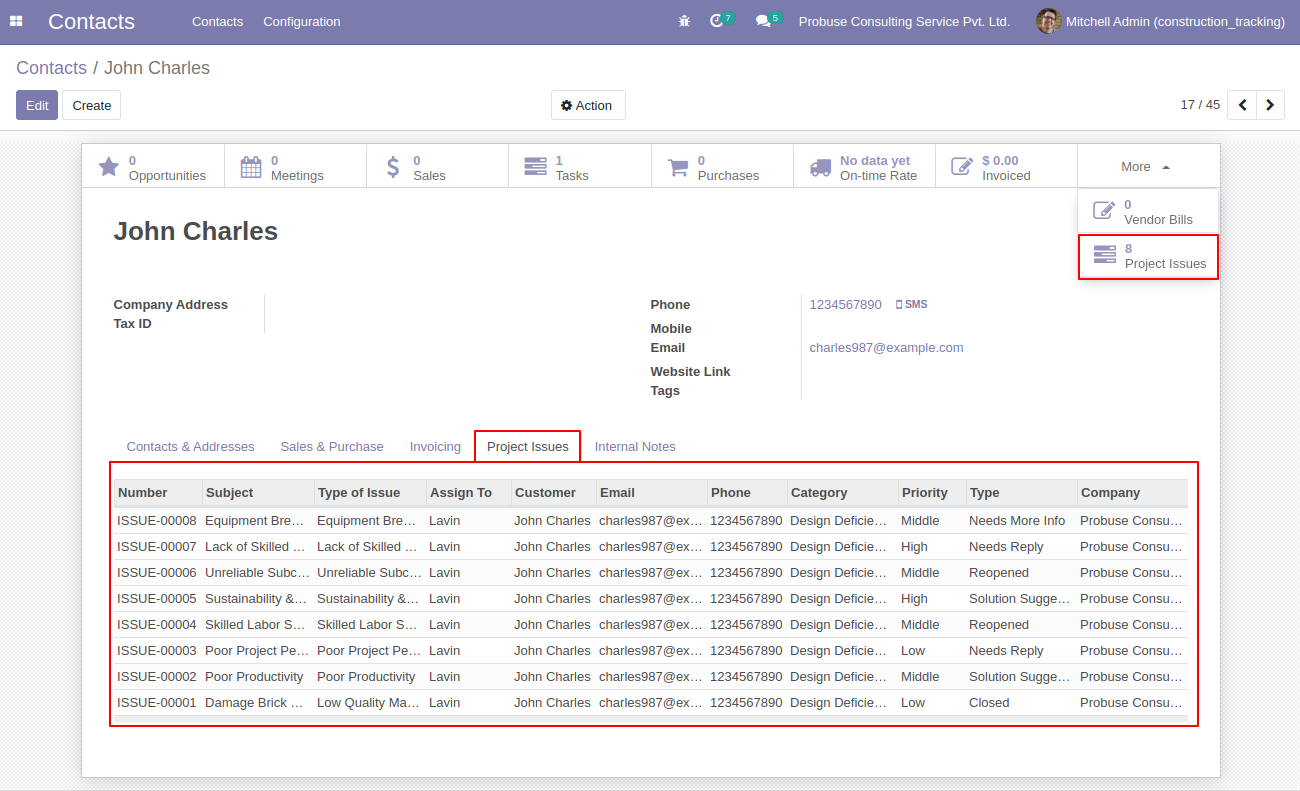 Contacts Contacts Configuration 7 5 Probuse Consulting Service Pvt. Ltd. Mitchell Admin (construction_tracking)
Contacts / John Charles
Edit Create Action 17 / 45
0 Opportunities
0 Meetings
0 Sales
1 Tasks
0 Purchases
No data yet On-time Rate
$ 0.00 Invoiced
More
0 Vendor Bills
8 Project Issues
John Charles
Company Address
Tax ID
Phone 1234567890 SMS
Mobile
Email charles987@example.com
Website Link
Tags
Contacts & Addresses Sales & Purchase Invoicing Project Issues Internal Notes
Number Subject Type of Issue Assign To Customer Email Phone Category Priority Type Company
ISSUE-00008 Equipment Bre… Equipment Bre… Lavin John Charles charles987@ex… 1234567890 Design Deficie… Middle Needs More Info Probuse Consu…
ISSUE-00007 Lack of Skilled … Lack of Skilled … Lavin John Charles charles987@ex… 1234567890 Design Deficie… High Needs Reply Probuse Consu…
ISSUE-00006 Unreliable Subc… Unreliable Subc… Lavin John Charles charles987@ex… 1234567890 Design Deficie… Middle Reopened Probuse Consu…
ISSUE-00005 Sustainability &… Sustainability &… Lavin John Charles charles987@ex… 1234567890 Design Deficie… High Solution Sugge… Probuse Consu…
ISSUE-00004 Skilled Labor S… Skilled Labor S… Lavin John Charles charles987@ex… 1234567890 Design Deficie… Middle Reopened Probuse Consu…
ISSUE-00003 Poor Project Pe… Poor Project Pe… Lavin John Charles charles987@ex… 1234567890 Design Deficie… Low Needs Reply Probuse Consu…
ISSUE-00002 Poor Productivity Poor Productivity Lavin John Charles charles987@ex… 1234567890 Design Deficie… Middle Solution Sugge… Probuse Consu…
ISSUE-00001 Damage Brick … Low Quality Ma… Lavin John Charles charles987@ex… 1234567890 Design Deficie… Low Closed Probuse Consu…